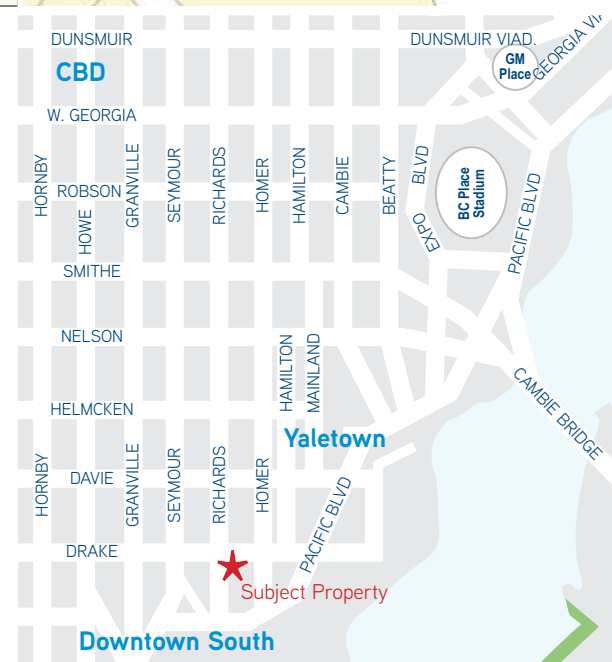 DUNSMUIR
DUNSMUIR VIAD.
CBD
GM
Place
GEORGIA VI
W. GEORGIA
HORNBY
ROBSON
HOWE
GRANVILLE
SEYMOUR
RICHARDS
HOMER
HAMILTON
CAMBIE
BEATTY
EXPO BLVD
BC Place
Stadium
PACIFIC BLVD
SMITHE
NELSON
HAMILTON
MAINLAND
CAMBIE BRIDGE
HELMCKEN
Yaletown
HORNBY
DAVIE
GRANVILLE
SEYMOUR
RICHARDS
HOMER
PACIFIC BLVD
DRAKE
Subject Property
Downtown South